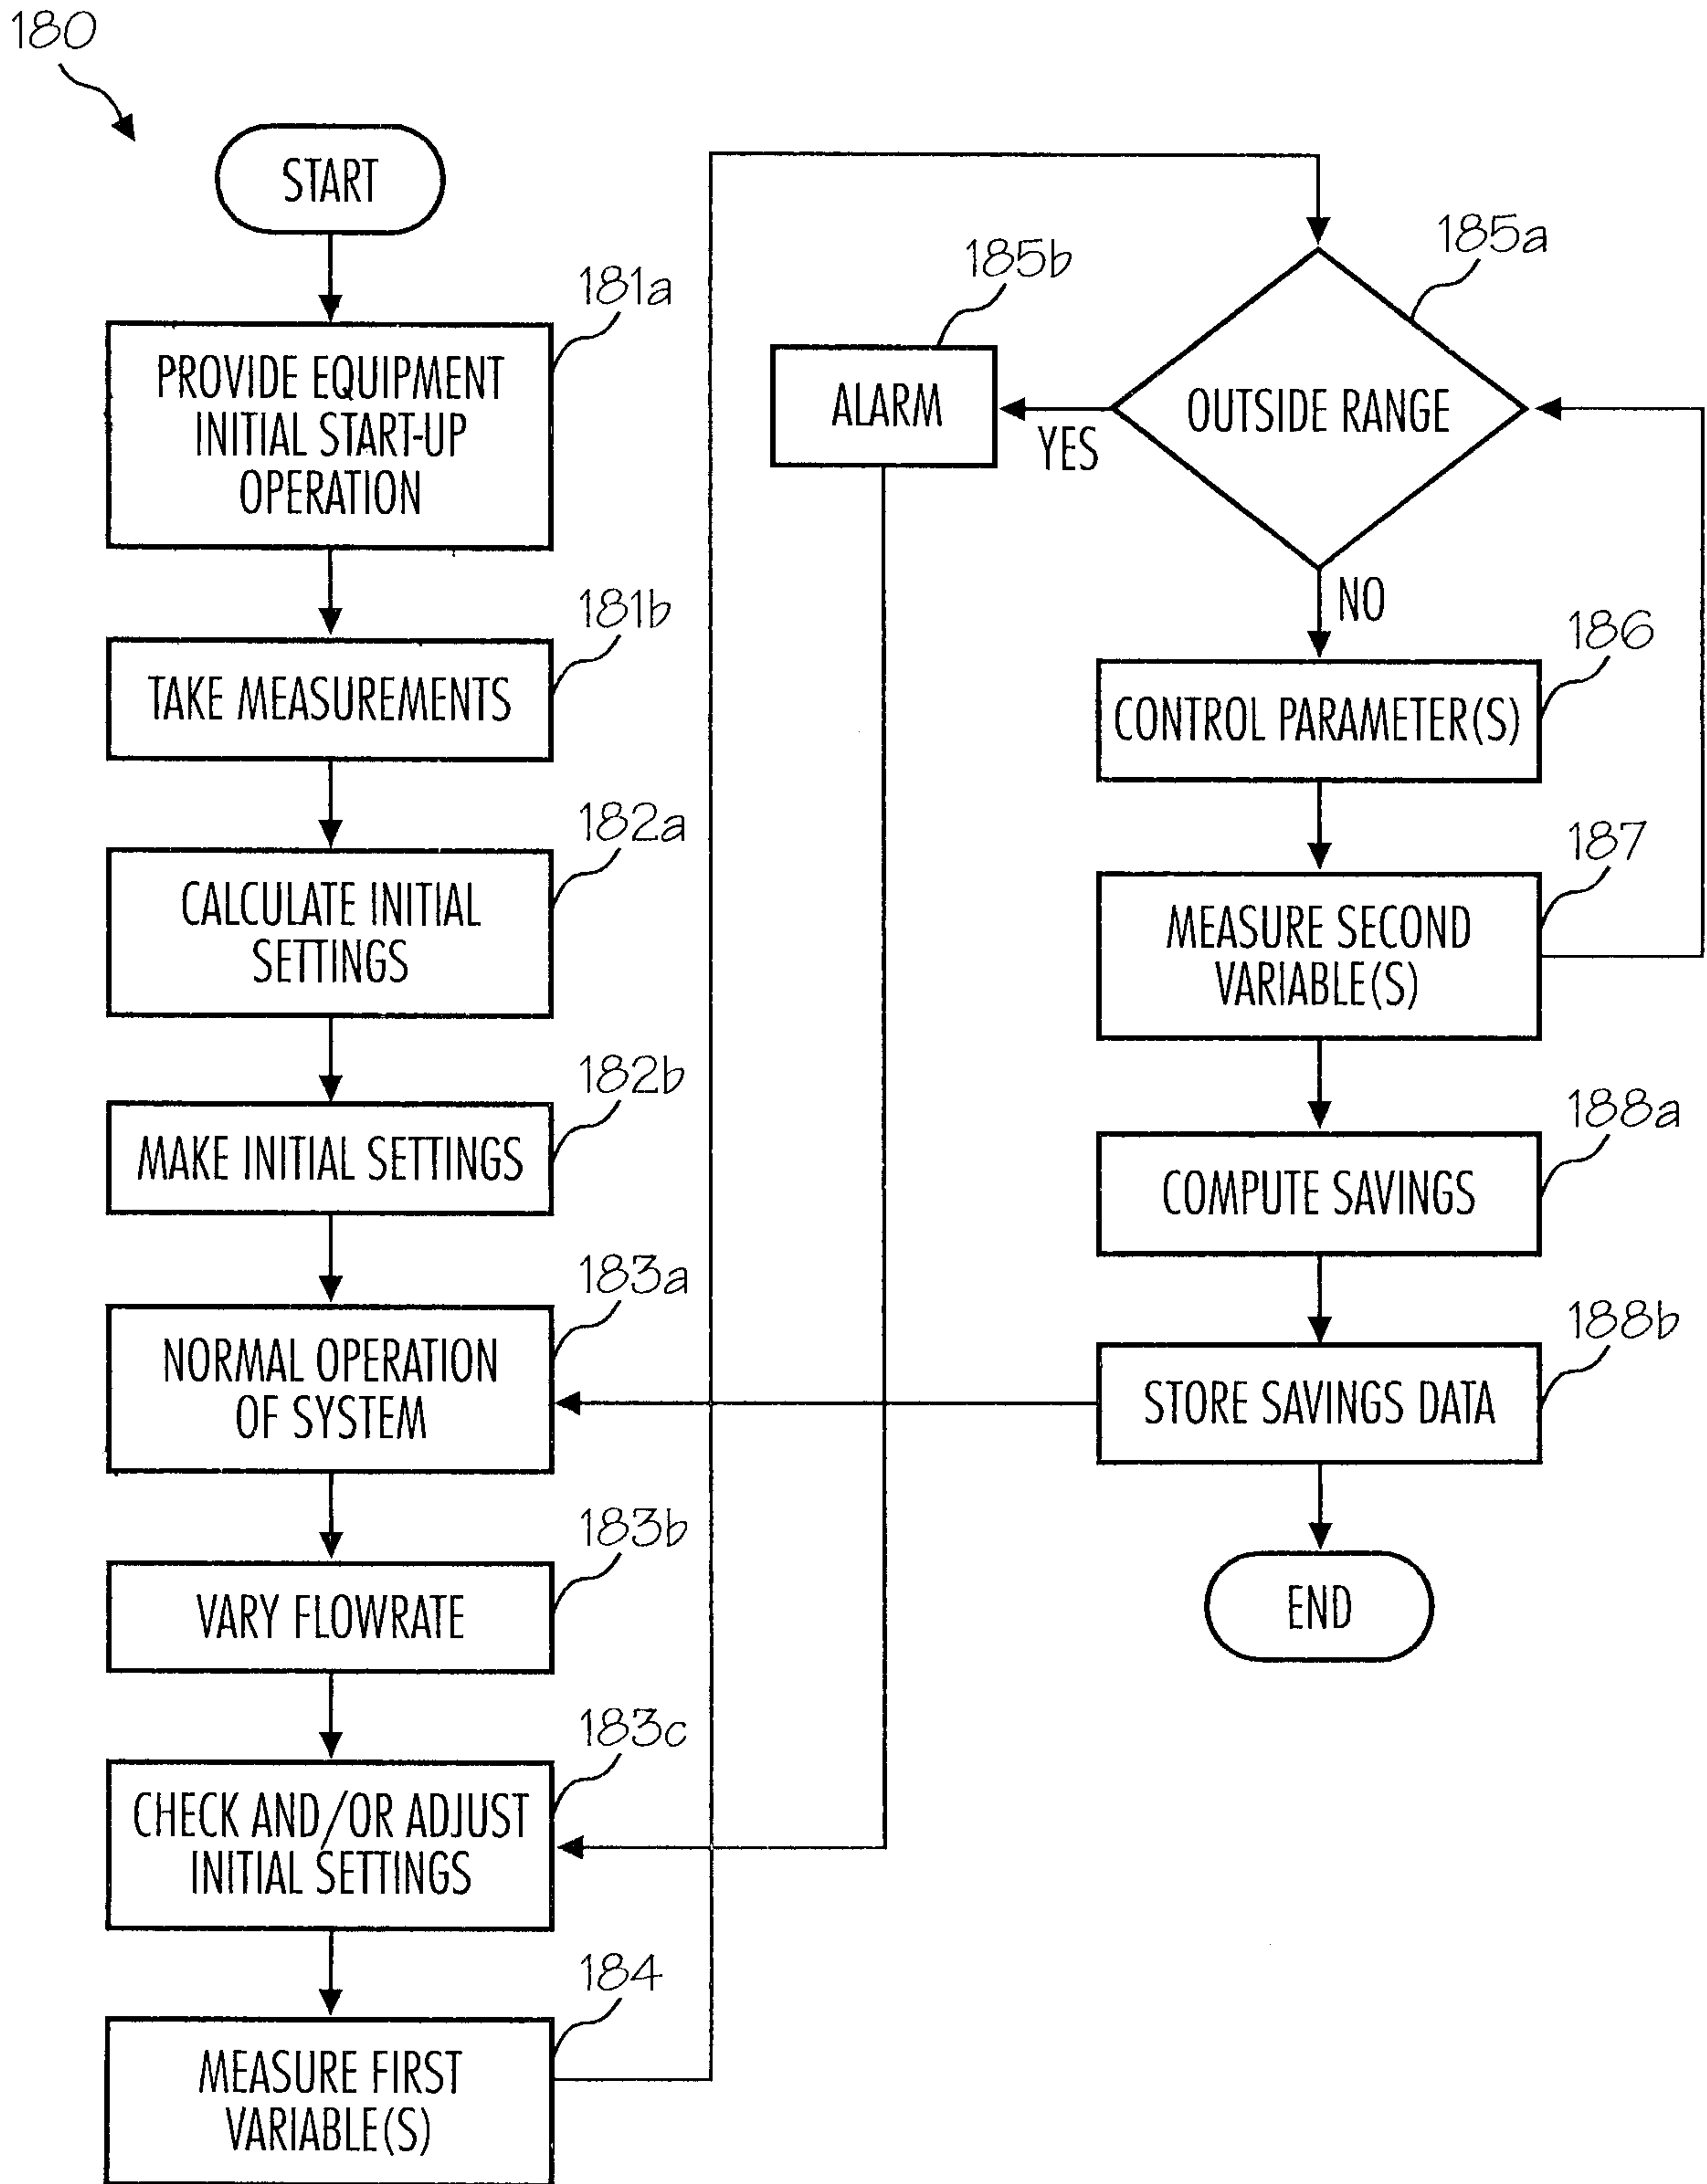 180
START
181a
PROVIDE EQUIPMENT
INITIAL START-UP
OPERATION
181b
TAKE MEASUREMENTS
182a
CALCULATE INITIAL
SETTINGS
182b
MAKE INITIAL SETTINGS
183a
NORMAL OPERATION
OF SYSTEM
183b
VARY FLOWRATE
183c
CHECK AND/OR ADJUST
INITIAL SETTINGS
184
MEASURE FIRST
VARIABLE(S)
185a
OUTSIDE RANGE
185b
ALARM
YES
NO
186
CONTROL PARAMETER(S)
187
MEASURE SECOND
VARIABLE(S)
188a
COMPUTE SAVINGS
188b
STORE SAVINGS DATA
END